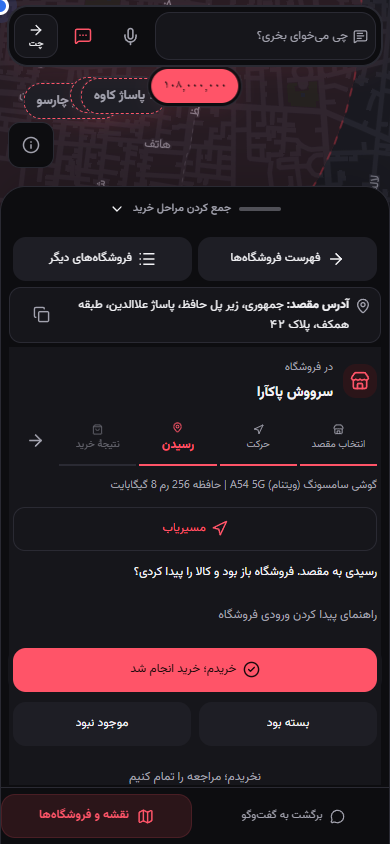 چی می‌خوای بخری؟
چت
۱۰۸,۰۰۰,۰۰۰
پاساژ کاوه
چارسو
هاتف
جمع کردن مراحل خرید
فهرست فروشگاه‌ها
فروشگاه‌های دیگر
آدرس مقصد: جمهوری، زیر پل حافظ، پاساژ علاالدین، طبقه
همکف، پلاک ۴۲
در فروشگاه
سرووش پاکآرا
انتخاب مقصد
حرکت
رسیدن
نتیجهٔ خرید
گوشی سامسونگ (ویتنام) A54 5G | حافظه 256 رم 8 گیگابایت
مسیریاب
رسیدی به مقصد. فروشگاه باز بود و کالا را پیدا کردی؟
راهنمای پیدا کردن ورودی فروشگاه
خریدم؛ خرید انجام شد
بسته بود
موجود نبود
نخریدم؛ مراجعه را تمام کنیم
برگشت به گفت‌وگو
نقشه و فروشگاه‌ها